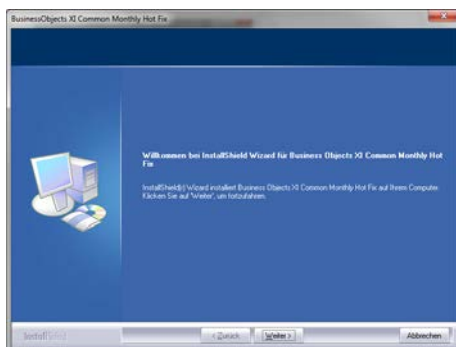 BusinessObjects XI Common Monthly Hot Fix
Willkommen bei InstallShield Wizard für Business Objects XI Common Monthly Hot
Fix
InstallShield(r) Wizard installiert Business Objects XI Common Monthly Hot Fix auf Ihrem Computer.
Klicken Sie auf 'Weiter', um fortzufahren.
InstallShield
< Zurück
Weiter >
Abbrechen